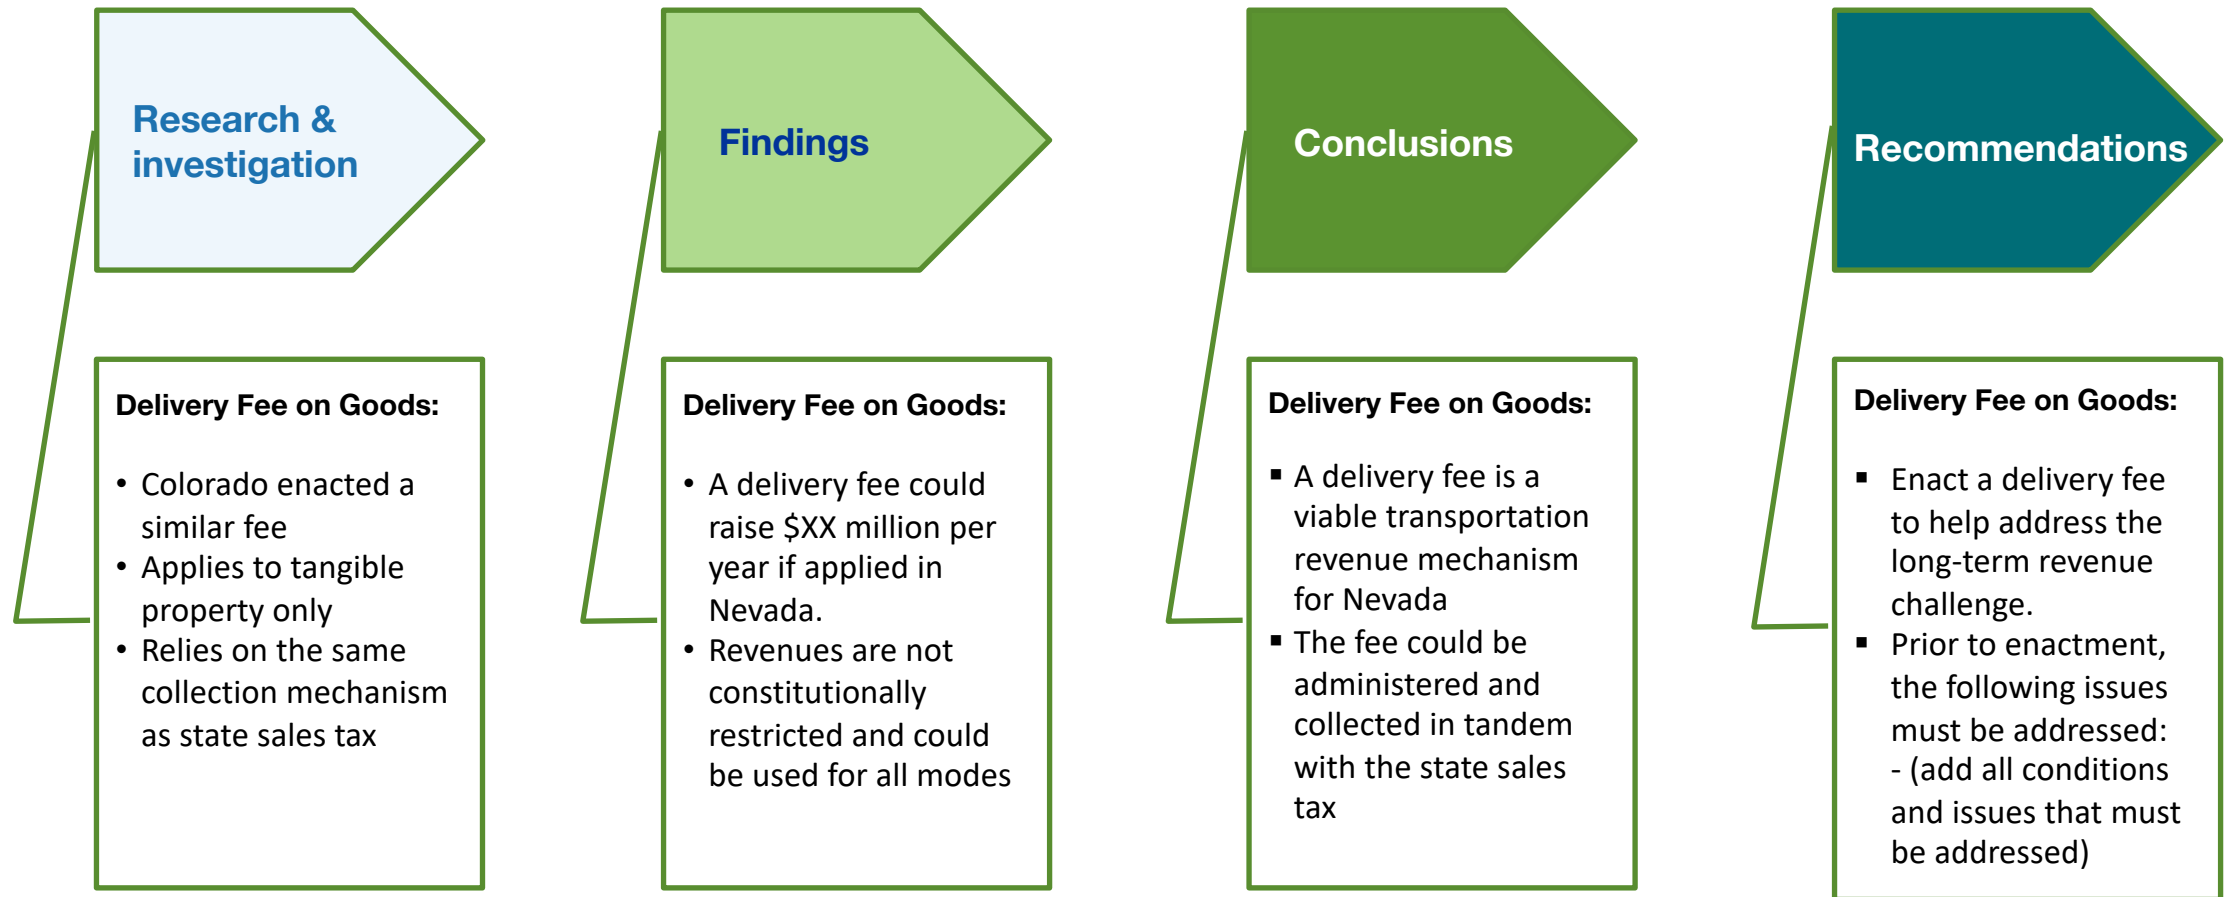 Research &
investigation
Findings
Conclusions
Recommendations
Delivery Fee on Goods:
• Colorado enacted a
similar fee
• Applies to tangible
property only
• Relies on the same
collection mechanism
as state sales tax
Delivery Fee on Goods:
• A delivery fee could
raise $XX million per
year if applied in
Nevada.
• Revenues are not
constitutionally
restricted and could
be used for all modes
Delivery Fee on Goods:
▪ A delivery fee is a
viable transportation
revenue mechanism
for Nevada
▪ The fee could be
administered and
collected in tandem
with the state sales
tax
Delivery Fee on Goods:
▪ Enact a delivery fee
to help address the
long-term revenue
challenge.
▪ Prior to enactment,
the following issues
must be addressed:
- (add all conditions
and issues that must
be addressed)